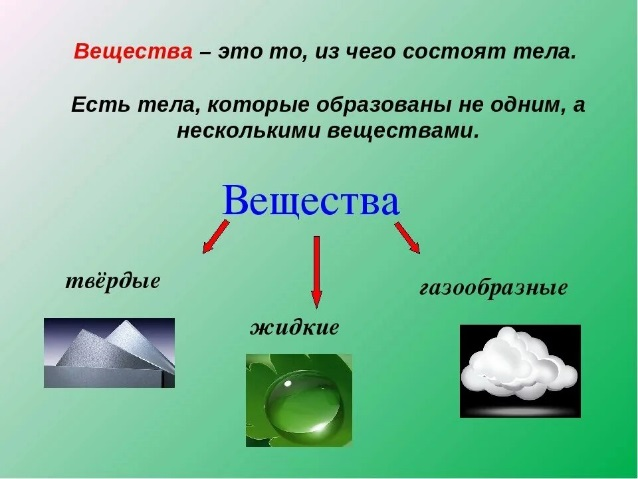 Вещества – это то, из чего состоят тела.
Есть тела, которые образованы не одним, а
несколькими веществами.
Вещества
твёрдые
газообразные
жидкие